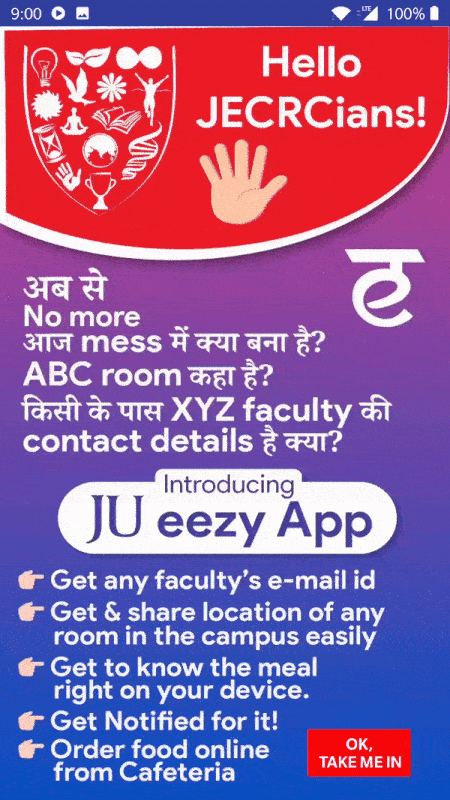 9:00
LTE
100%
Hello
JECRCians!
ट
अब से
No more
आज mess में क्या बना है?
ABC room कहा है?
किसी के पास XYZ faculty की
contact details है क्या?
Introducing
JU eezy App
Get any faculty's e-mail id
Get & share location of any
room in the campus easily
Get to know the meal
right on your device.
Get Notified for it!
Order food online
from Cafeteria
OK,
TAKE ME IN